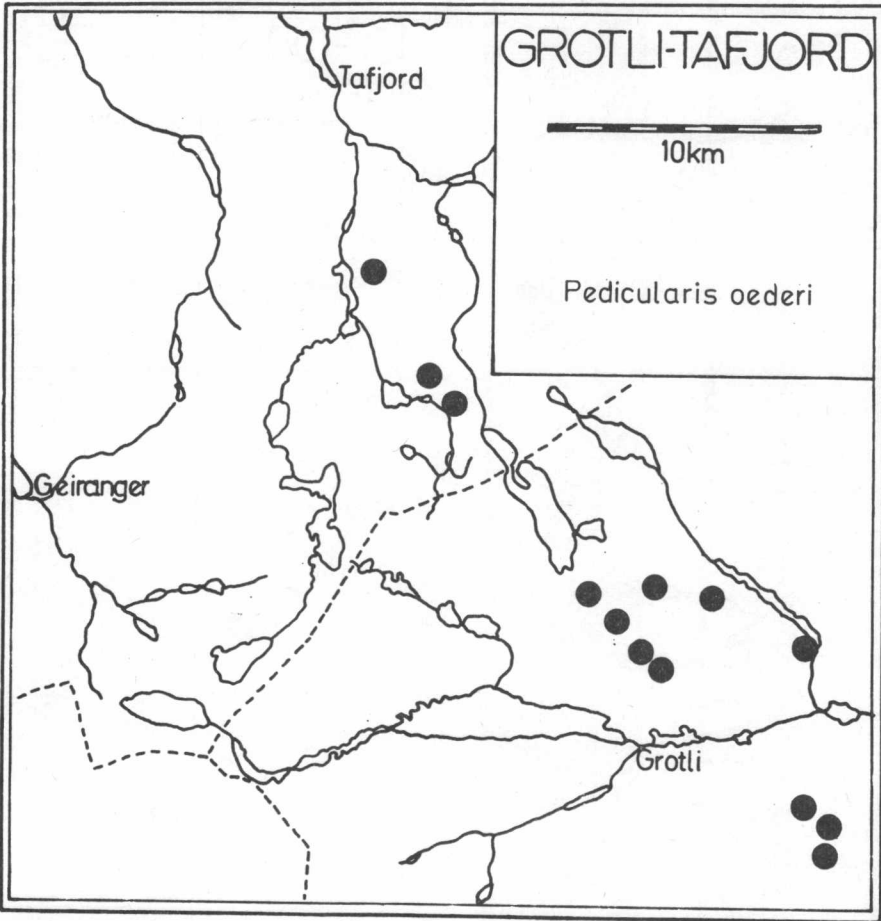 GROTLI-TAFJORD
10km
Pedicularis oederi
Tafjord
Geiranger
Grotli